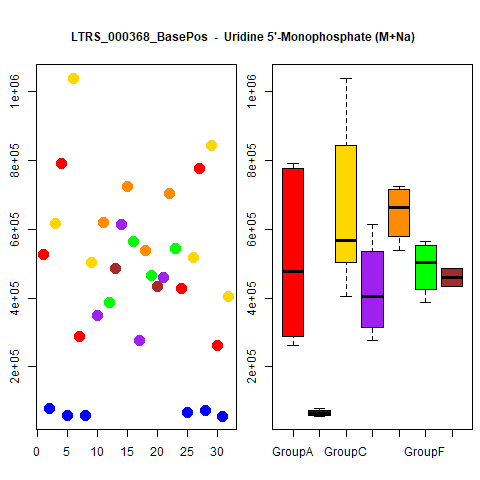 LTRS_000368_BasePos - Uridine 5'-Monophosphate (M+Na)
1e+06
8e+05
6e+05
4e+05
2e+05
0 5 10 15 20 25 30
1e+06
8e+05
6e+05
4e+05
2e+05
GroupA GroupC GroupF